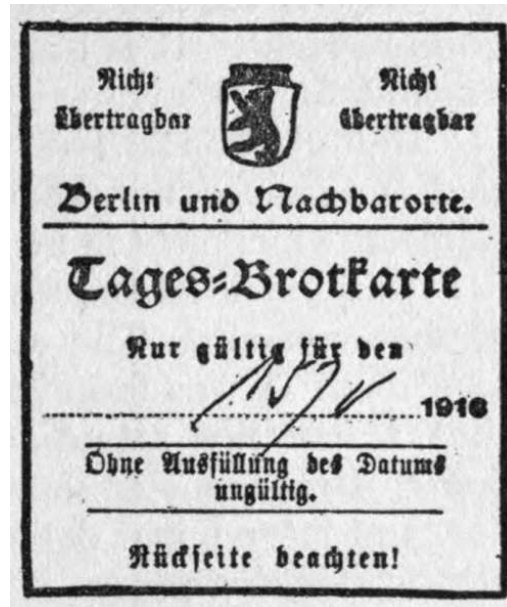 Nicht übertragbar
Nicht übertragbar
Berlin und Nachbarorte.
Tages-Brotkarte
Nur gültig für den
1916
Ohne Ausfüllung des Datums
ungültig.
Rückseite beachten!